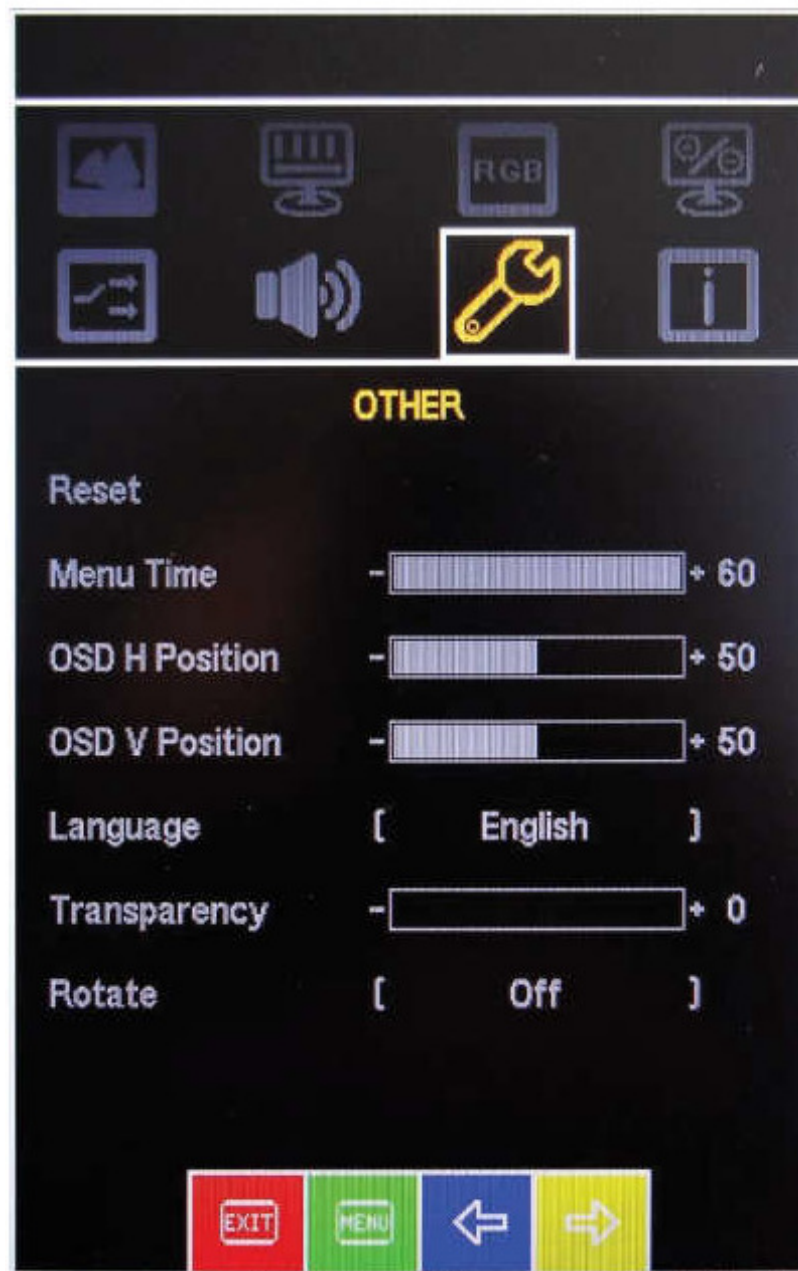 RGB
i
OTHER
Reset
Menu Time - + 60
OSD H Position - + 50
OSD V Position - + 50
Language [ English ]
Transparency - + 0
Rotate [ Off ]
EXIT MENU